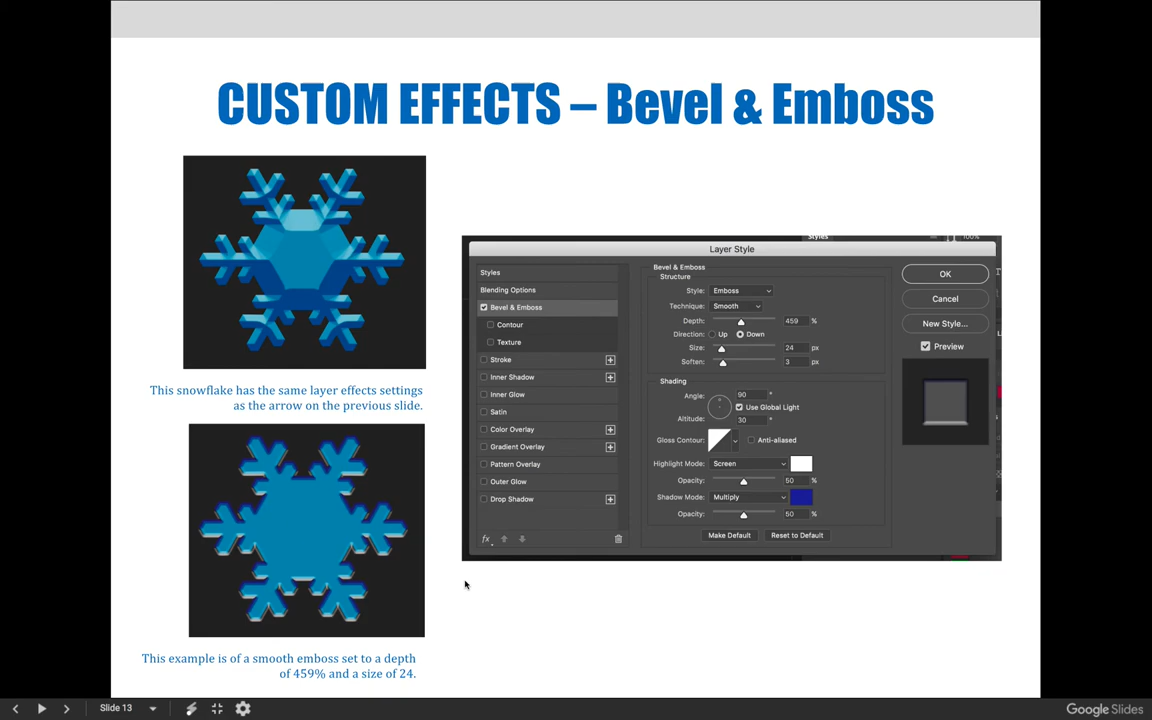 CUSTOM EFFECTS – Bevel & Emboss
This snowflake has the same layer effects settings
as the arrow on the previous slide.
This example is of a smooth emboss set to a depth
of 459% and a size of 24.
Styles
100%
Layer Style
Styles
Blending Options
Bevel & Emboss
Contour
Texture
Stroke
Inner Shadow
Inner Glow
Satin
Color Overlay
Gradient Overlay
Pattern Overlay
Outer Glow
Drop Shadow
fx
Bevel & Emboss
Structure
Style: Emboss
Technique: Smooth
Depth: 459 %
Direction: Up Down
Size: 24 px
Soften: 3 px
Shading
Angle: 90 °
Use Global Light
Altitude: 30 °
Gloss Contour: Anti-aliased
Highlight Mode: Screen
Opacity: 50 %
Shadow Mode: Multiply
Opacity: 50 %
Make Default Reset to Default
OK
Cancel
New Style...
Preview
Slide 13
Google Slides